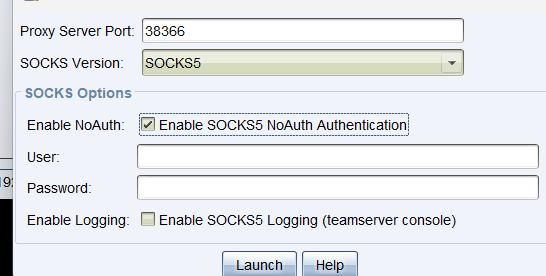 Proxy Server Port: 38366
SOCKS Version: SOCKS5
SOCKS Options
Enable NoAuth: Enable SOCKS5 NoAuth Authentication
User:
Password:
Enable Logging: Enable SOCKS5 Logging (teamserver console)
Launch Help